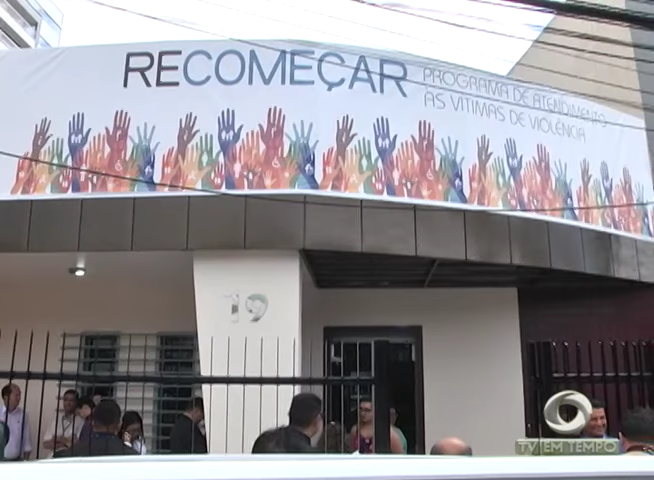 RECOMEÇAR
PROGRAMA DE ATENDIMENTO
ÀS VÍTIMAS DE VIOLÊNCIA
19
TV EM TEMPO